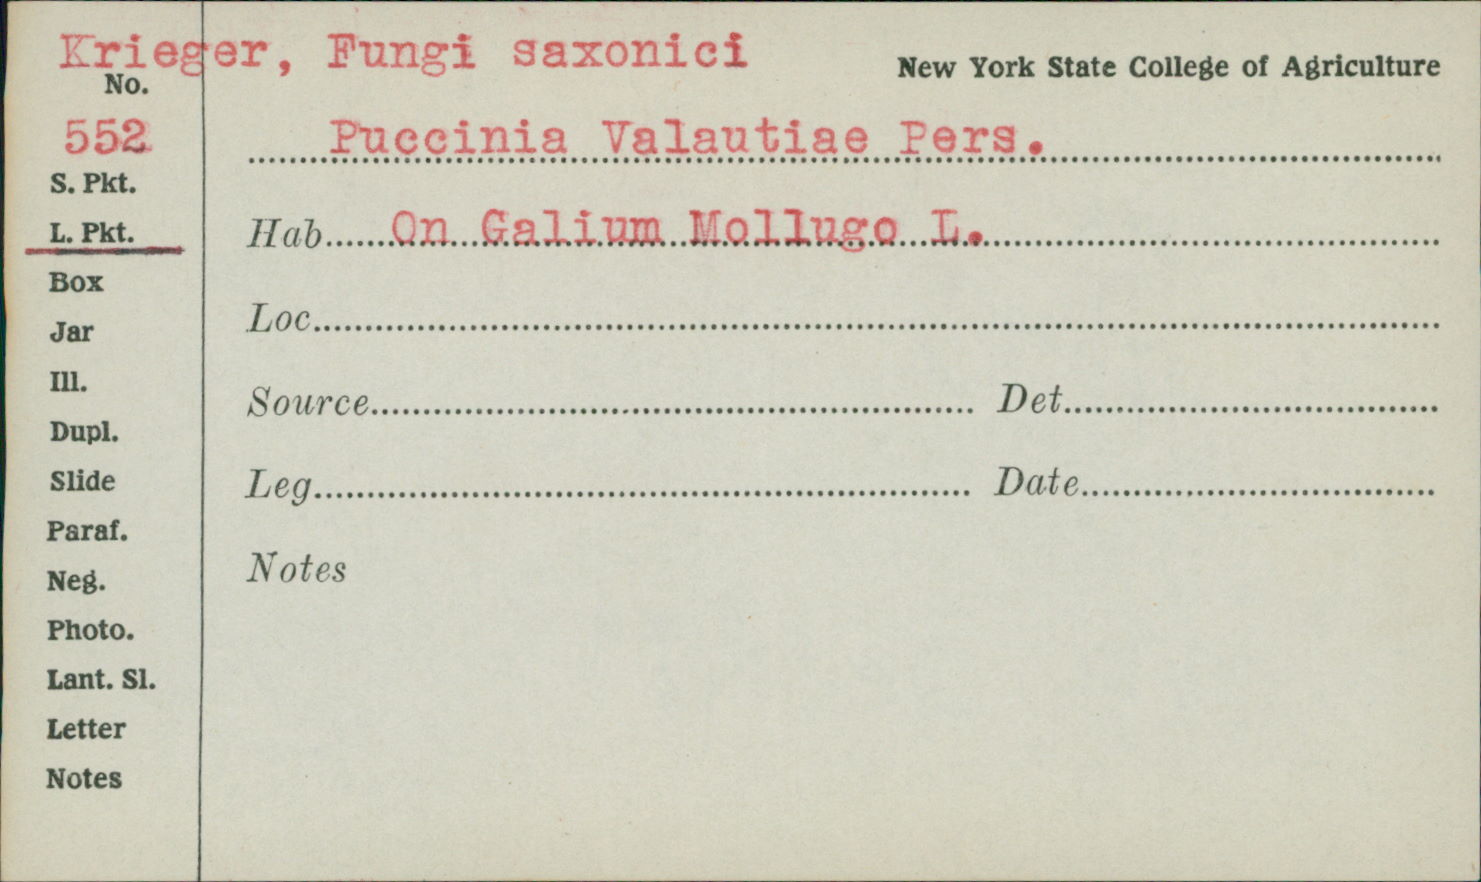 Krieger, Fungi saxonici
New York State College of Agriculture
No.
552
Puccinia Valautiae Pers.
S. Pkt.
L. Pkt.
Hab. On Galium Mollugo L.
Box
Loc.
Jar
Ill.
Source Det.
Dupl.
Slide
Leg. Date
Paraf.
Notes
Neg.
Photo.
Lant. Sl.
Letter
Notes